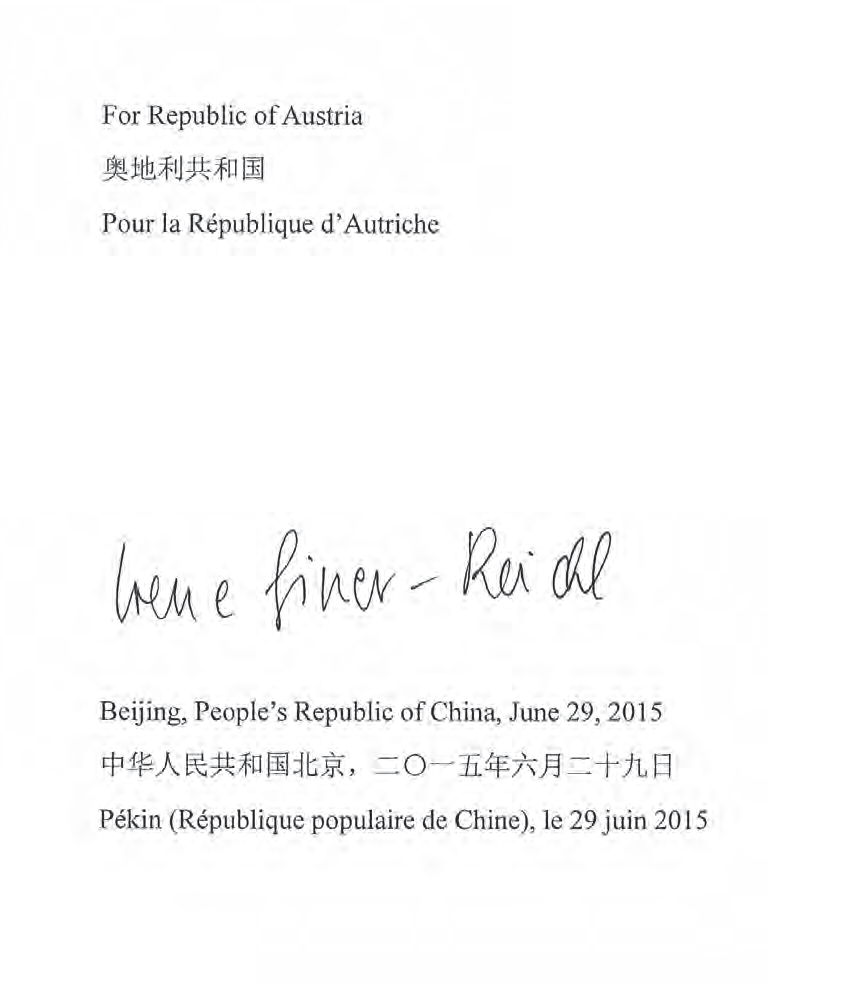 For Republic of Austria
奥地利共和国
Pour la République d'Autriche
Irene Giner-Reichl
Beijing, People's Republic of China, June 29, 2015
中华人民共和国北京，二〇一五年六月二十九日
Pékin (République populaire de Chine), le 29 juin 2015